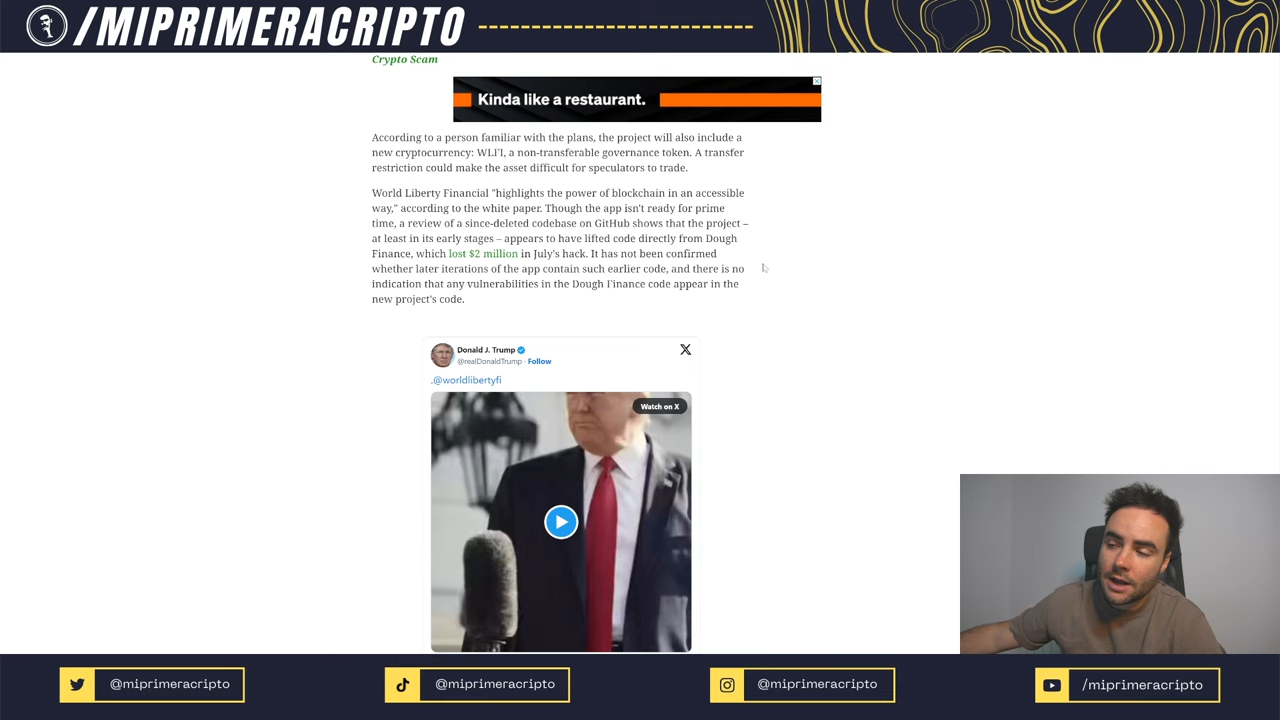 /MIPRIMERACRIPTO
Crypto Scam
Kinda like a restaurant.
According to a person familiar with the plans, the project will also include a
new cryptocurrency: WLFI, a non-transferable governance token. A transfer
restriction could make the asset difficult for speculators to trade.
World Liberty Financial "highlights the power of blockchain in an accessible
way," according to the white paper. Though the app isn't ready for prime
time, a review of a since-deleted codebase on GitHub shows that the project –
at least in its early stages – appears to have lifted code directly from Dough
Finance, which lost $2 million in July's hack. It has not been confirmed
whether later iterations of the app contain such earlier code, and there is no
indication that any vulnerabilities in the Dough Finance code appear in the
new project's code.
Donald J. Trump
@realDonaldTrump · Follow
.@worldlibertyfi
Watch on X
@miprimeracripto
@miprimeracripto
@miprimeracripto
/miprimeracripto